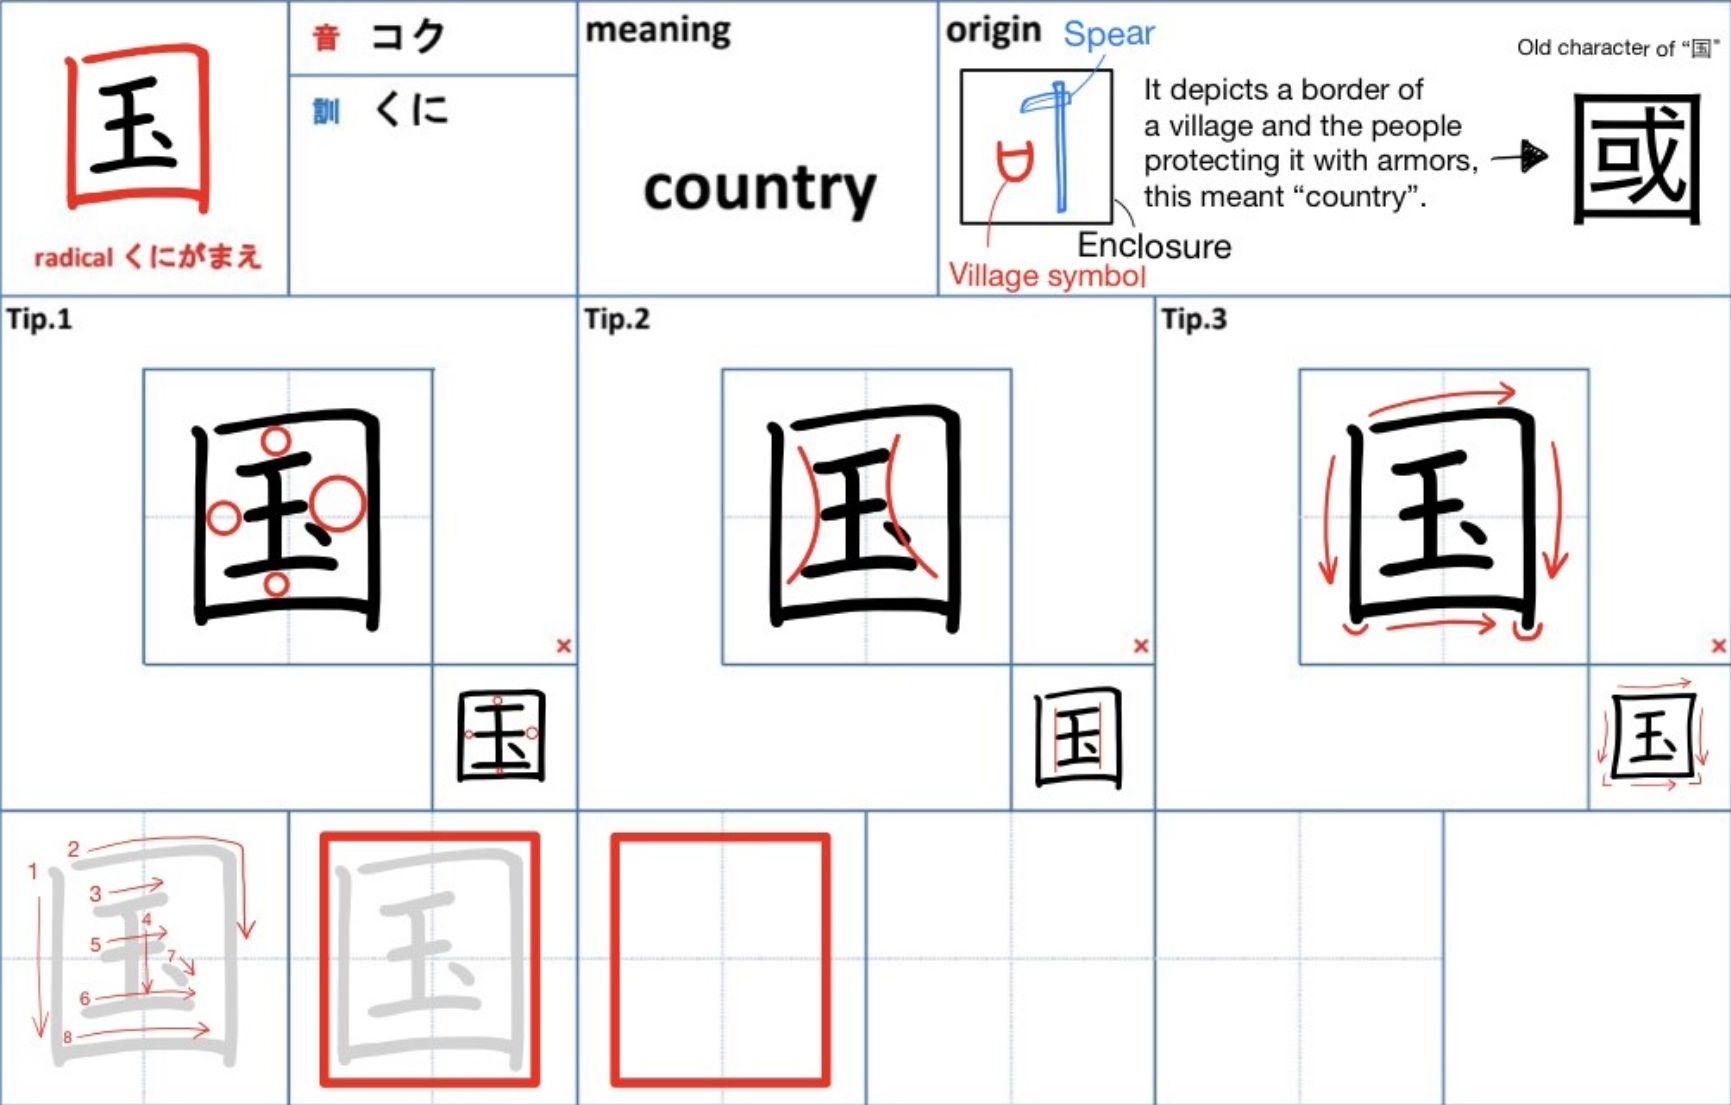 国
radical くにがまえ
音 コク
訓 くに
meaning
country
origin
Spear
Village symbol
Enclosure
It depicts a border of
a village and the people
protecting it with armors,
this meant “country”.
Old character of “国”
國
Tip.1
国
×
国
Tip.2
国
×
国
Tip.3
国
×
国
1
2
3
4
5
6
7
8
国
国